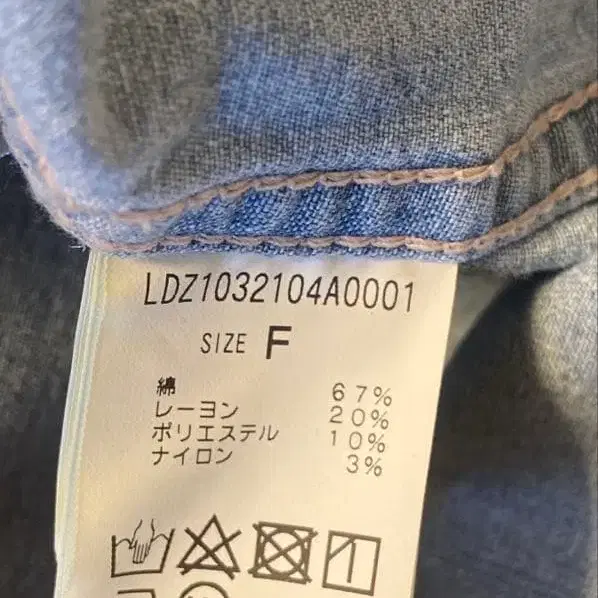 LDZ1032104A0001
SIZE F
綿 67%
レーヨン 20%
ポリエステル 10%
ナイロン 3%